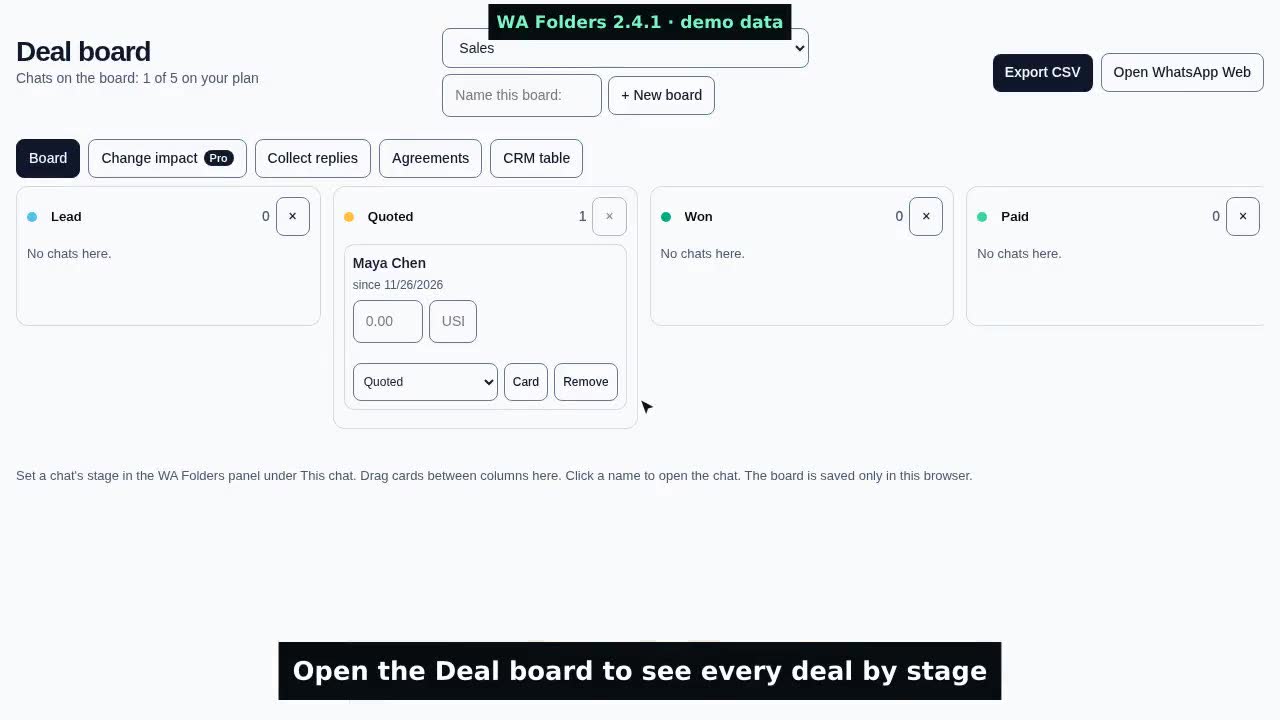 WA Folders 2.4.1 · demo data
Deal board
Chats on the board: 1 of 5 on your plan
Sales
Name this board:
+ New board
Export CSV
Open WhatsApp Web
Board
Change impact Pro
Collect replies
Agreements
CRM table
Lead 0 ×
No chats here.
Quoted 1 ×
Maya Chen
since 11/26/2026
0.00 USI
Quoted Card Remove
Won 0 ×
No chats here.
Paid 0 ×
No chats here.
Set a chat's stage in the WA Folders panel under This chat. Drag cards between columns here. Click a name to open the chat. The board is saved only in this browser.
Open the Deal board to see every deal by stage